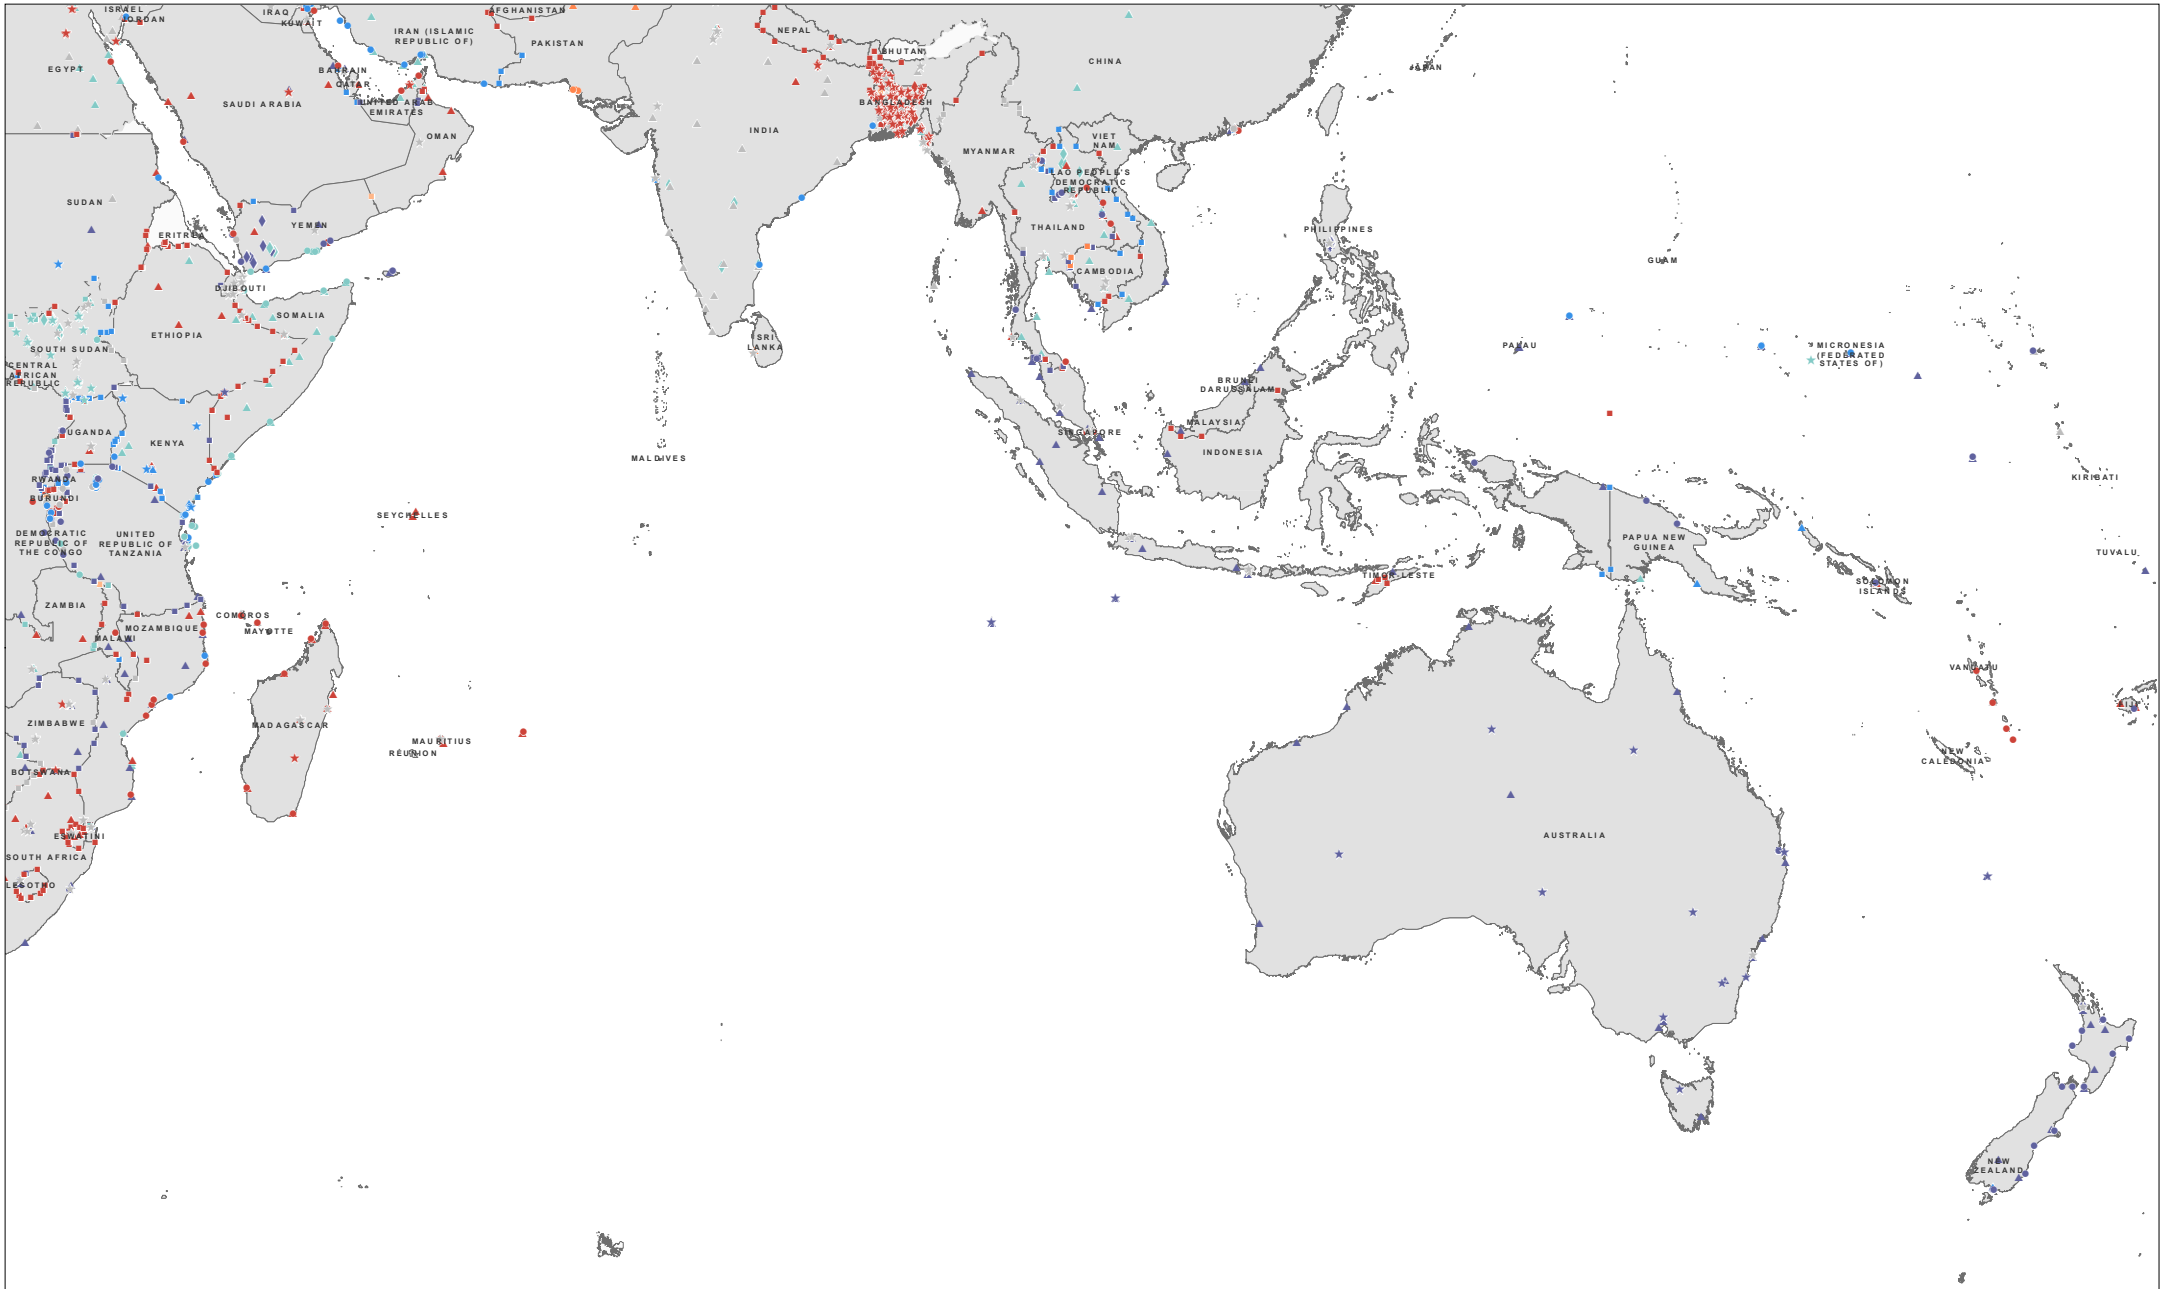 ISRAEL
JORDAN
IRAQ
KUWAIT
AFGHANISTAN
IRAN (ISLAMIC
REPUBLIC OF)
PAKISTAN
NEPAL
BHUTAN
CHINA
EGYPT
BAHRAIN
QATAR
SAUDI ARABIA
UNITED ARAB
EMIRATES
OMAN
BANGLADESH
INDIA
MYANMAR
VIET
NAM
LAO PEOPLE'S
DEMOCRATIC
REPUBLIC
SUDAN
YEMEN
ERITREA
THAILAND
PHILIPPINES
GUAM
CAMBODIA
DJIBOUTI
SOMALIA
ETHIOPIA
SRI
LANKA
SOUTH SUDAN
PALAU
MICRONESIA
(FEDERATED
STATES OF)
CENTRAL
AFRICAN
REPUBLIC
BRUNEI
DARUSSALAM
MALAYSIA
UGANDA
KENYA
SINGAPORE
INDONESIA
MALDIVES
RWANDA
BURUNDI
KIRIBATI
SEYCHELLES
DEMOCRATIC
REPUBLIC OF
THE CONGO
UNITED
REPUBLIC OF
TANZANIA
PAPUA NEW
GUINEA
TUVALU
TIMOR-LESTE
SOLOMON
ISLANDS
ZAMBIA
COMOROS
MAYOTTE
MOZAMBIQUE
MALAWI
VANUATU
FIJI
ZIMBABWE
MADAGASCAR
MAURITIUS
RÉUNION
NEW
CALEDONIA
BOTSWANA
ESWATINI
AUSTRALIA
SOUTH AFRICA
LESOTHO
NEW
ZEALAND